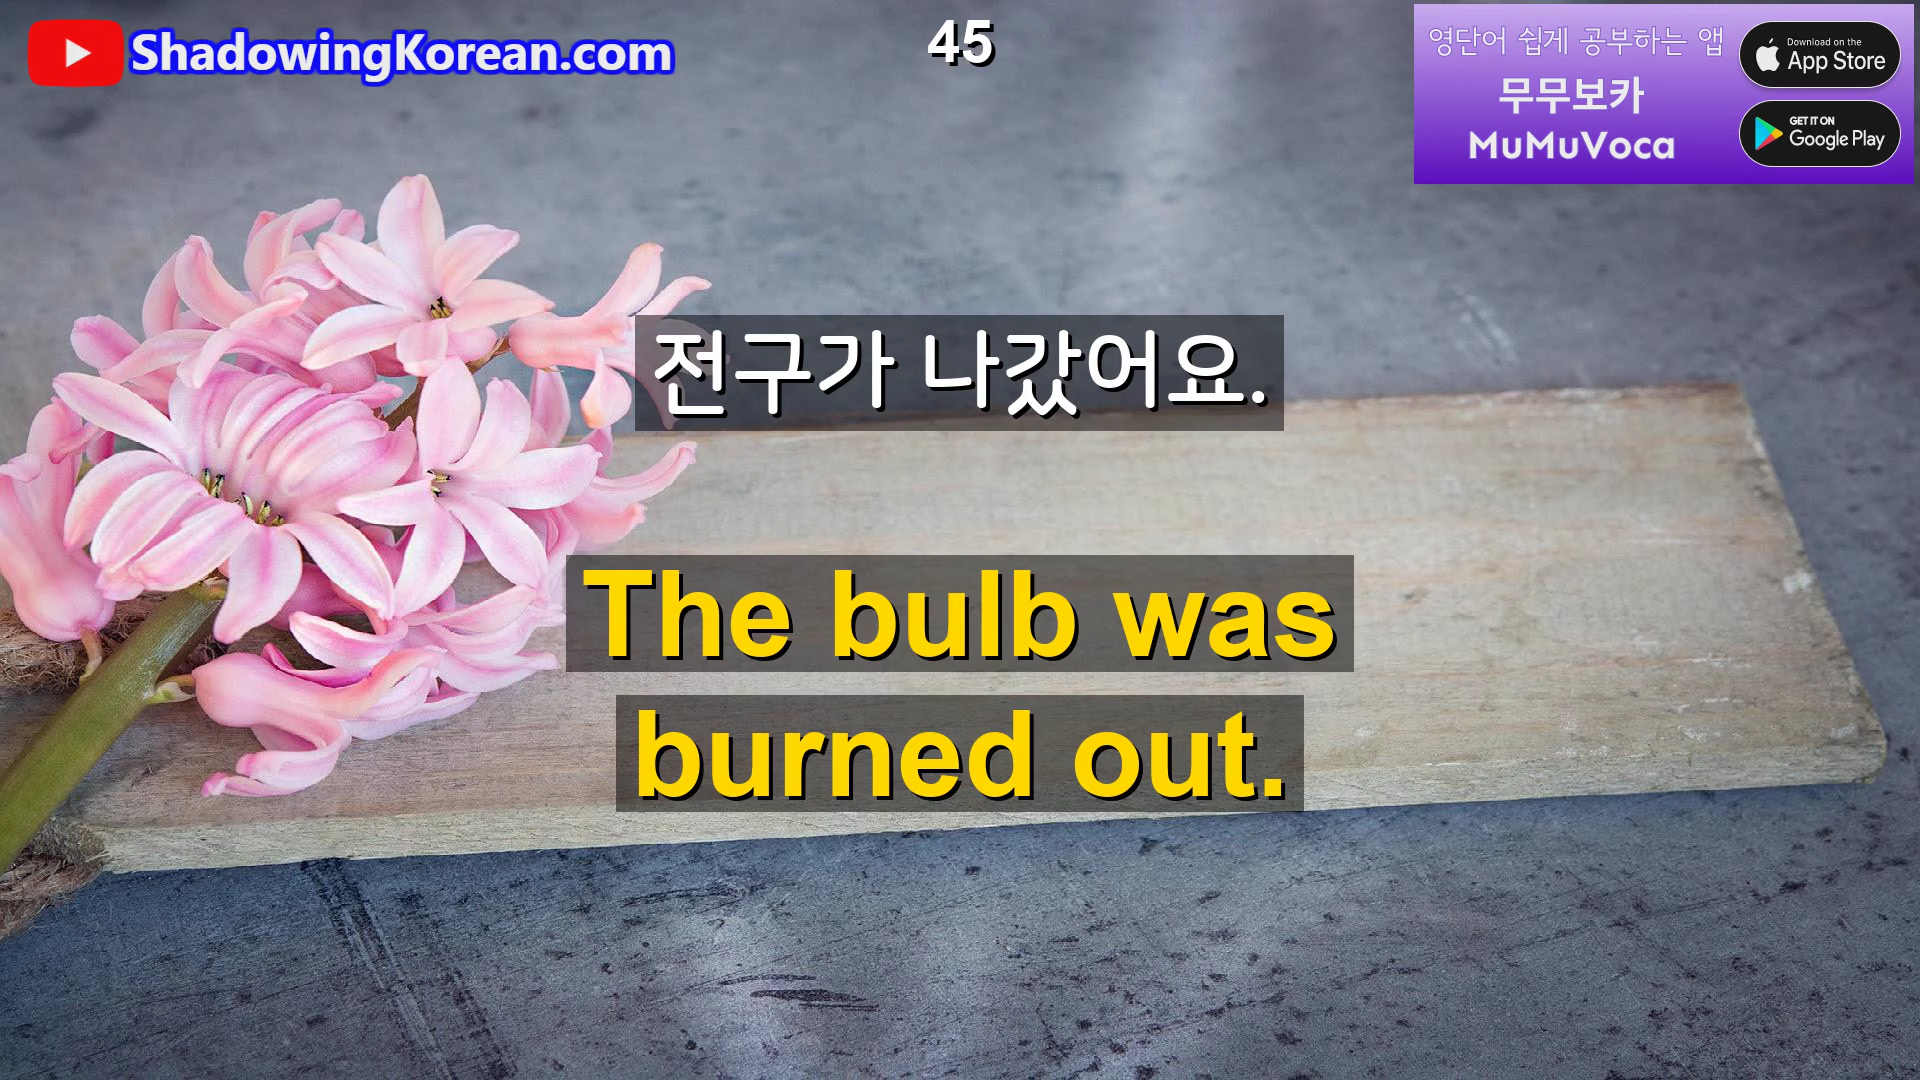 ShadowingKorean.com
45
영단어 쉽게 공부하는 앱
무무보카
MuMuVoca
Download on the
App Store
GET IT ON
Google Play
전구가 나갔어요.
The bulb was
burned out.